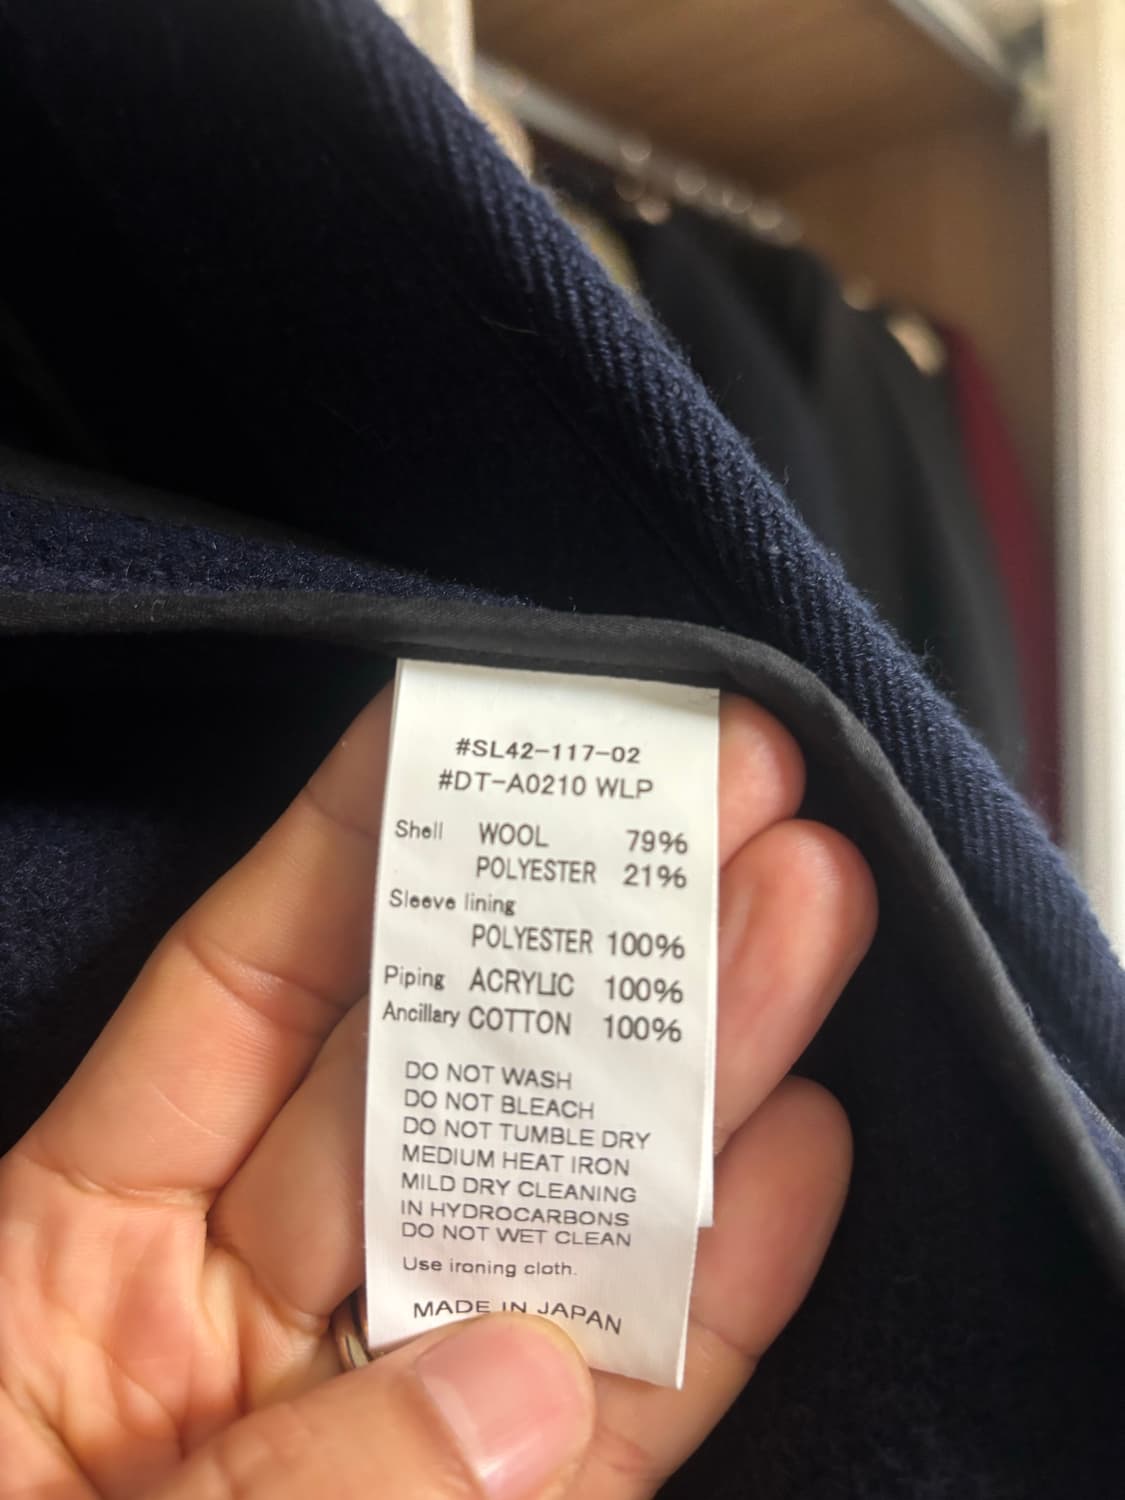 #SL42-117-02
#DT-A0210 WLP
Shell WOOL 79%
POLYESTER 21%
Sleeve lining
POLYESTER 100%
Piping ACRYLIC 100%
Ancillary COTTON 100%
DO NOT WASH
DO NOT BLEACH
DO NOT TUMBLE DRY
MEDIUM HEAT IRON
MILD DRY CLEANING
IN HYDROCARBONS
DO NOT WET CLEAN
Use ironing cloth.
MADE IN JAPAN